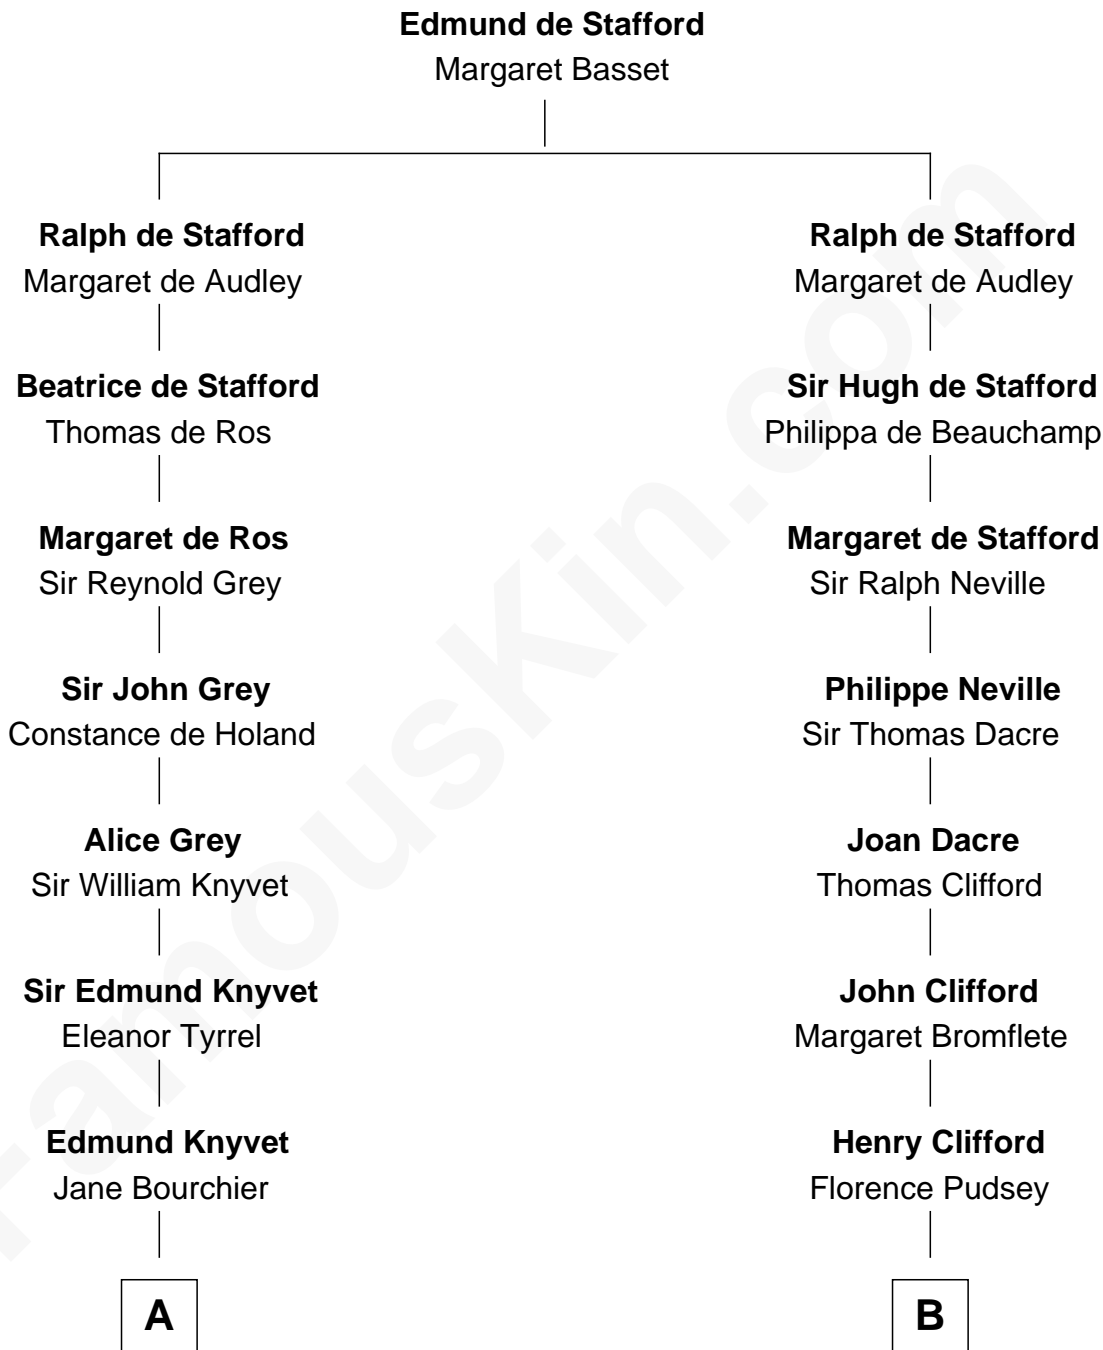 Edmund de Stafford
Margaret Basset
Ralph de Stafford
Margaret de Audley
Ralph de Stafford
Margaret de Audley
Beatrice de Stafford
Thomas de Ros
Sir Hugh de Stafford
Philippa de Beauchamp
Margaret de Ros
Sir Reynold Grey
Margaret de Stafford
Sir Ralph Neville
Sir John Grey
Constance de Holand
Philippe Neville
Sir Thomas Dacre
Alice Grey
Sir William Knyvet
Joan Dacre
Thomas Clifford
Sir Edmund Knyvet
Eleanor Tyrrel
John Clifford
Margaret Bromflete
Edmund Knyvet
Jane Bourchier
Henry Clifford
Florence Pudsey
A
B
FamousKin.com